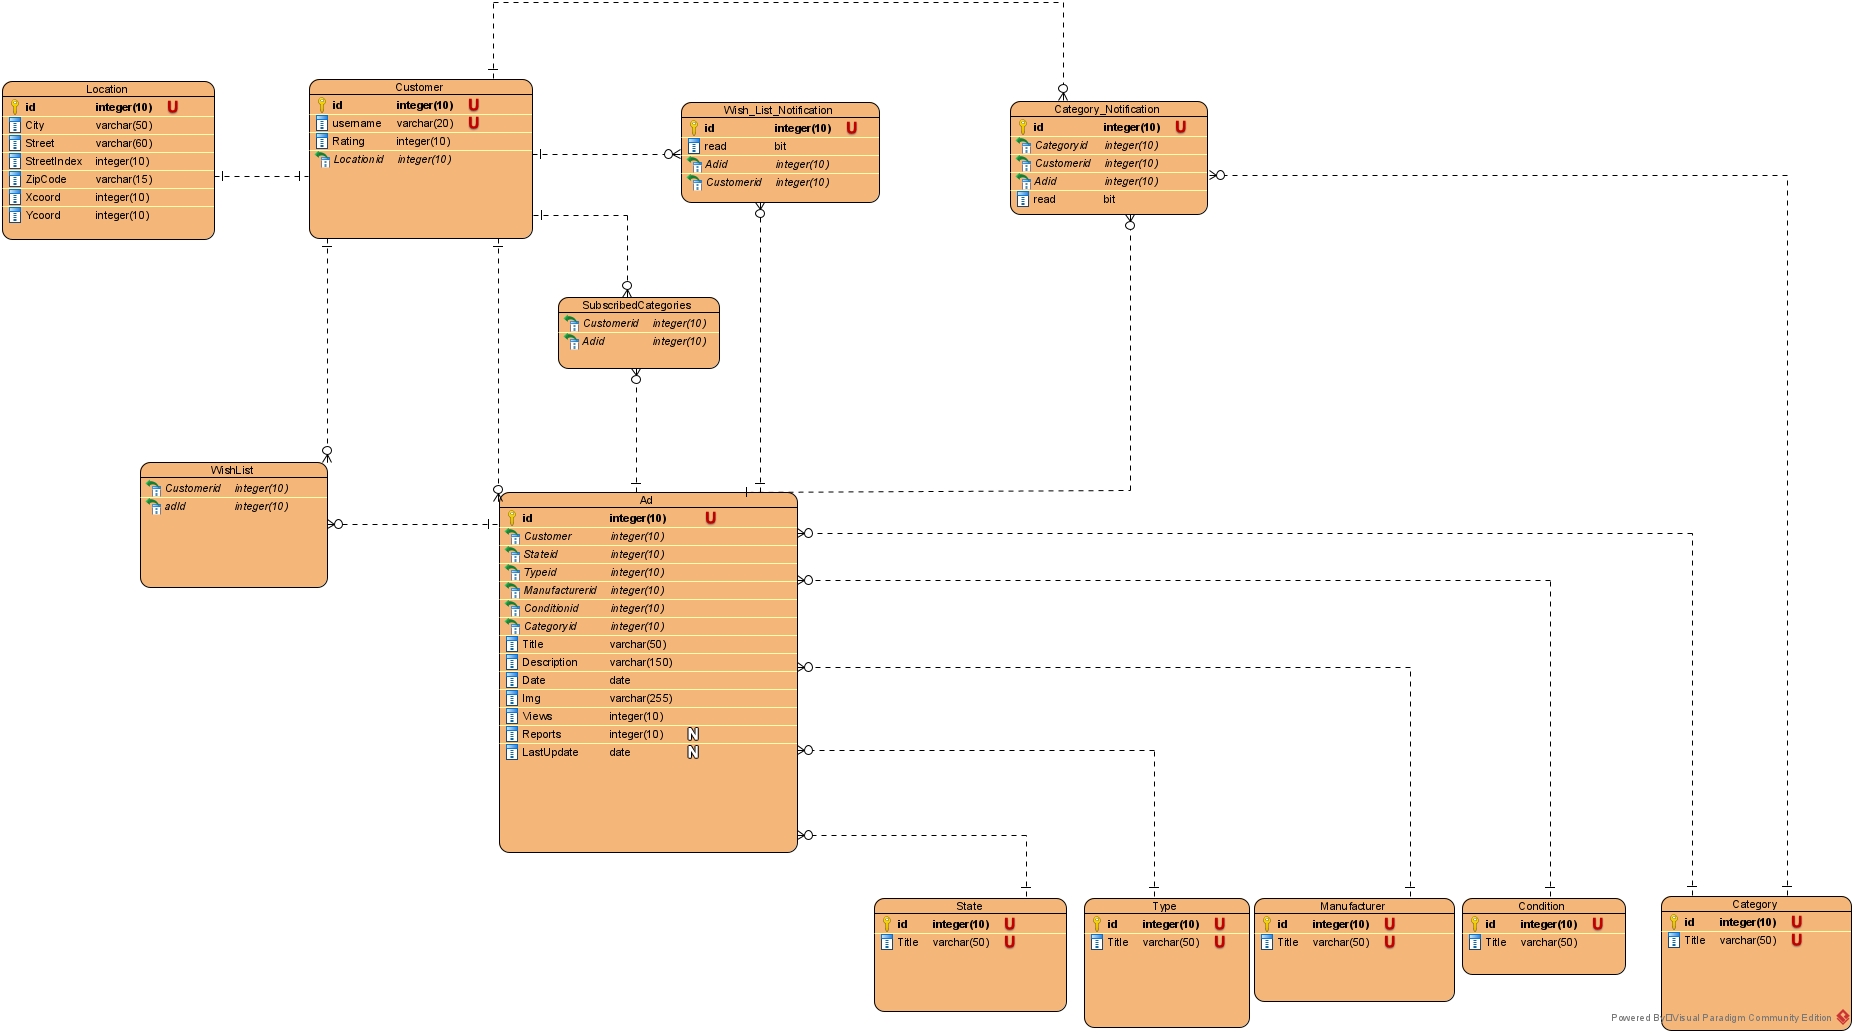 Location
id integer(10) U
City varchar(50)
Street varchar(60)
StreetIndex integer(10)
ZipCode varchar(15)
Xcoord integer(10)
Ycoord integer(10)
Customer
id integer(10) U
username varchar(20) U
Rating integer(10)
Locationid integer(10)
Wish_List_Notification
id integer(10) U
read bit
Adid integer(10)
Customerid integer(10)
Category_Notification
id integer(10) U
Categoryid integer(10)
Customerid integer(10)
Adid integer(10)
read bit
SubscribedCategories
Customerid integer(10)
Adid integer(10)
WishList
Customerid integer(10)
adId integer(10)
Ad
id integer(10) U
Customer integer(10)
Stateid integer(10)
Typeid integer(10)
Manufacturerid integer(10)
Conditionid integer(10)
Categoryid integer(10)
Title varchar(50)
Description varchar(150)
Date date
Img varchar(255)
Views integer(10)
Reports integer(10) N
LastUpdate date N
State
id integer(10) U
Title varchar(50) U
Type
id integer(10) U
Title varchar(50) U
Manufacturer
id integer(10) U
Title varchar(50) U
Condition
id integer(10) U
Title varchar(50)
Category
id integer(10) U
Title varchar(50) U
Powered By Visual Paradigm Community Edition